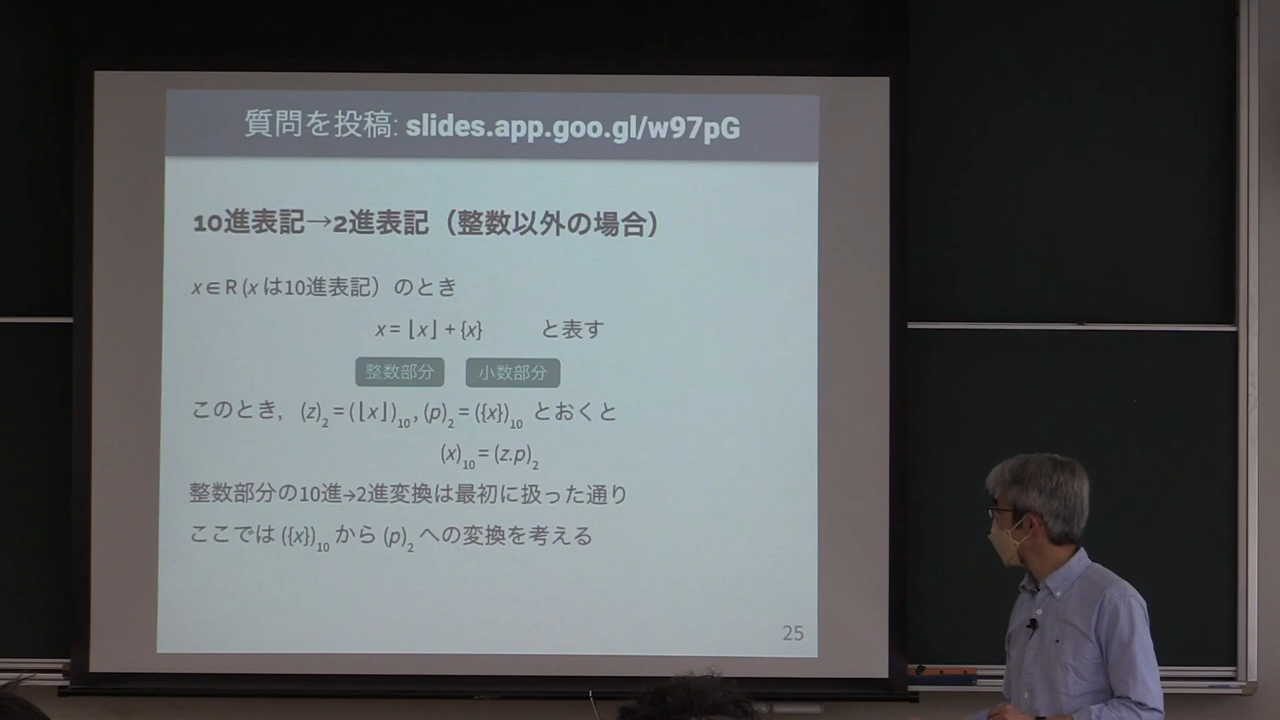 質問を投稿: slides.app.goo.gl/w97pG
10進表記→2進表記（整数以外の場合）
x ∈ R (x は10進表記）のとき
x = ⌊x⌋ + {x} と表す
整数部分 小数部分
このとき，(z)₂ = (⌊x⌋)₁₀ , (p)₂ = ({x})₁₀ とおくと
(x)₁₀ = (z.p)₂
整数部分の10進→2進変換は最初に扱った通り
ここでは ({x})₁₀ から (p)₂ への変換を考える
25